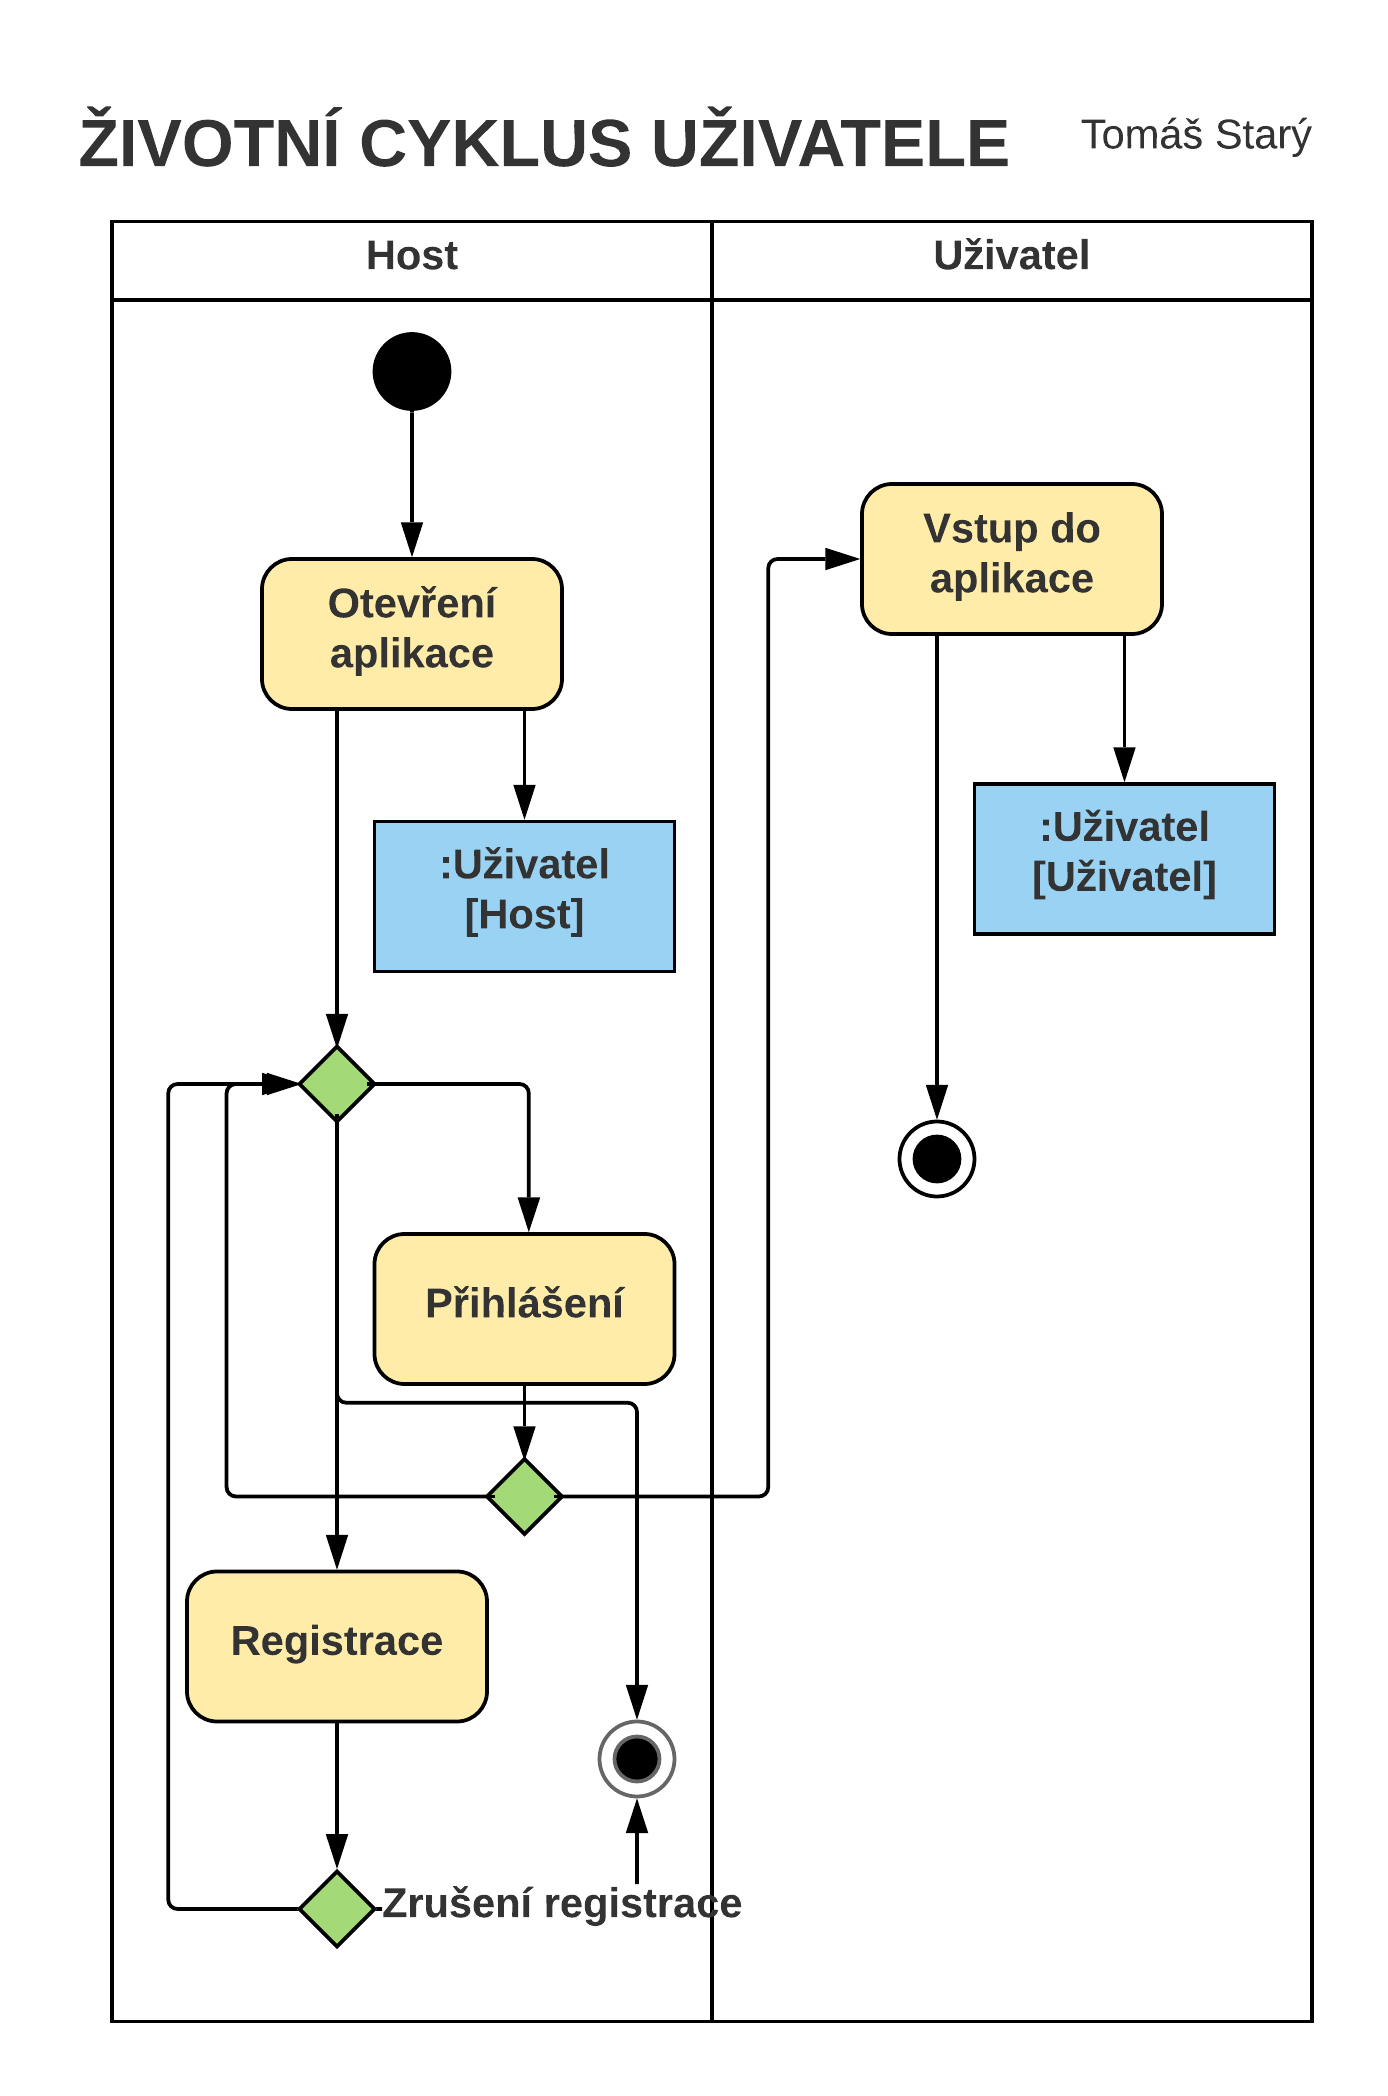 ŽIVOTNÍ CYKLUS UŽIVATELE
Tomáš Starý
Host
Uživatel
Vstup do
aplikace
Otevření
aplikace
:Uživatel
[Uživatel]
:Uživatel
[Host]
Přihlášení
Registrace
Zrušení registrace